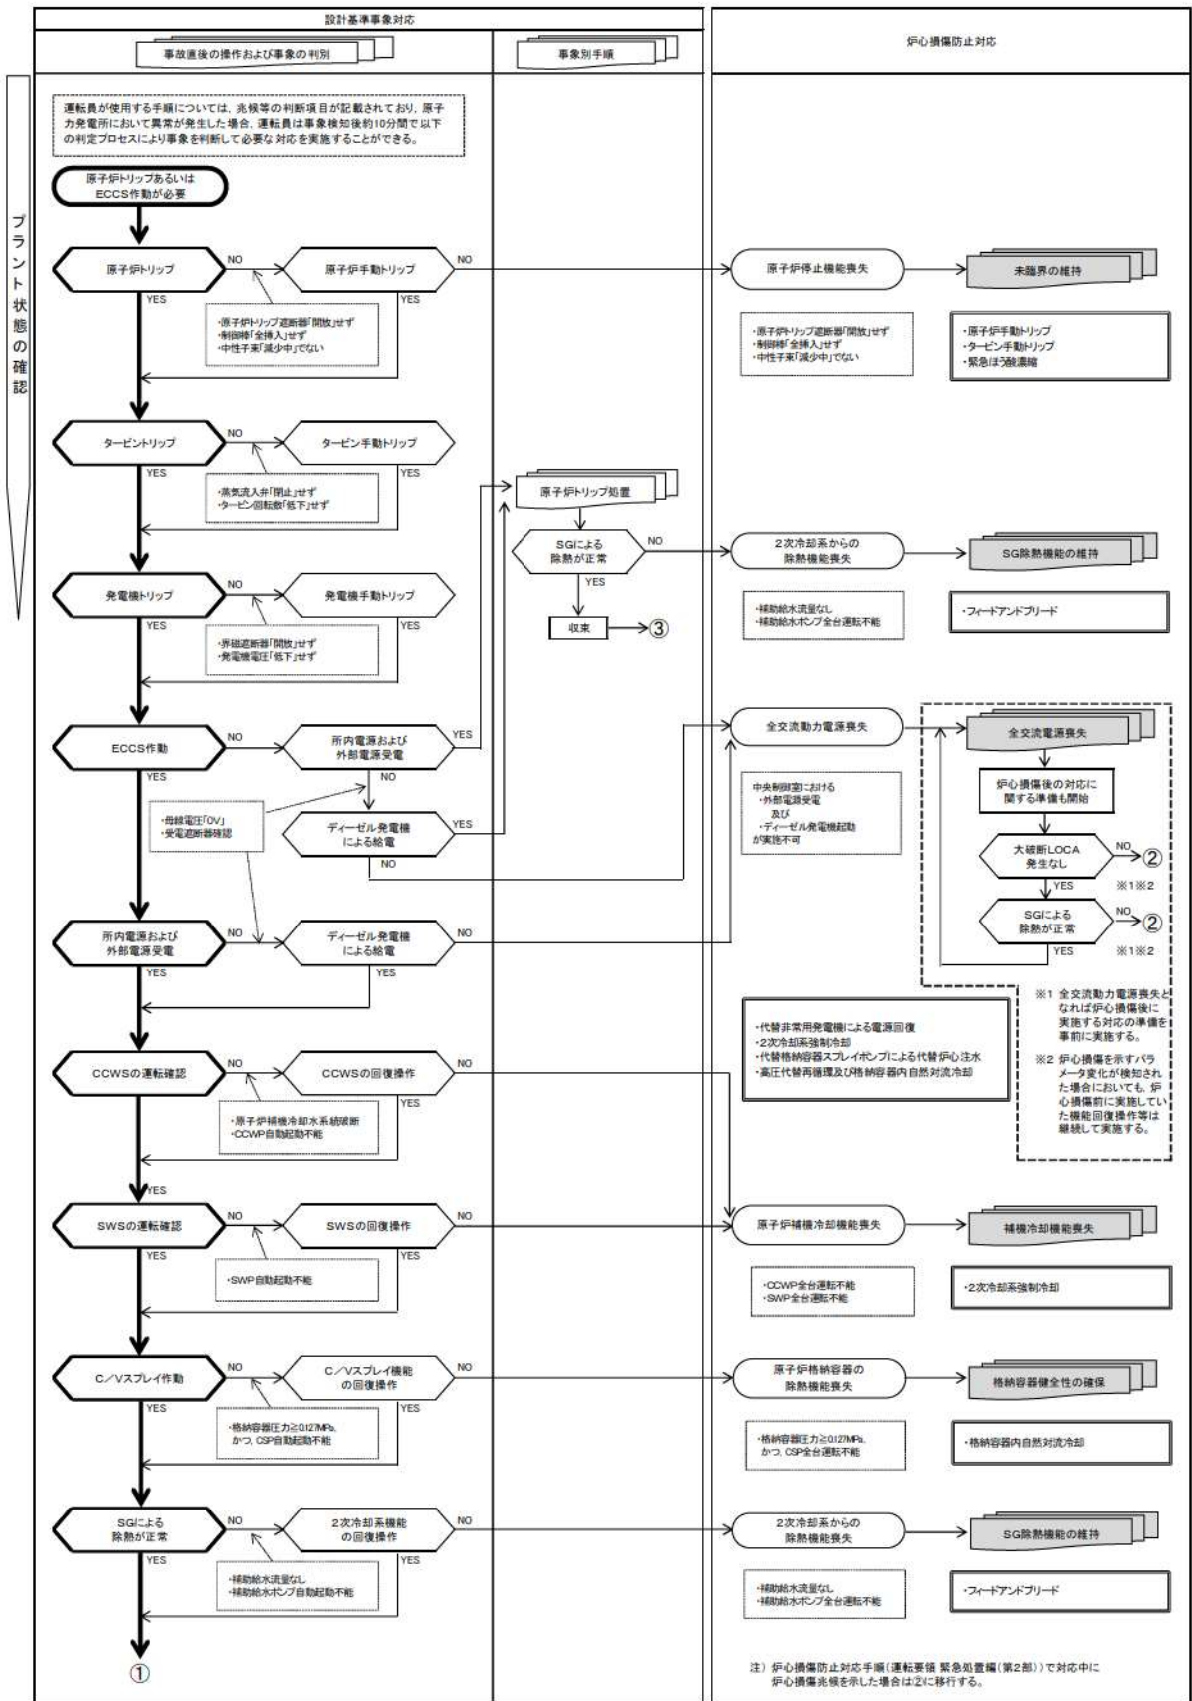 設計基準事象対応
炉心損傷防止対応
事故直後の操作および事象の判別
事象別手順
プラント状態の確認
運転員が使用する手順については、兆候等の判断項目が記載されており、原子
力発電所において異常が発生した場合、運転員は事象検知後約10分間で以下
の判定プロセスにより事象を判断して必要な対応を実施することができる。
原子炉トリップあるいは
ECCS作動が必要
原子炉トリップ
NO
原子炉手動トリップ
NO
原子炉停止機能喪失
未臨界の維持
YES
YES
・原子炉トリップ遮断器「開放」せず
・制御棒「全挿入」せず
・中性子束「減少中」でない
・原子炉トリップ遮断器「開放」せず
・制御棒「全挿入」せず
・中性子束「減少中」でない
・原子炉手動トリップ
・タービン手動トリップ
・緊急ほう酸濃縮
タービントリップ
NO
タービン手動トリップ
YES
YES
・蒸気流入弁「閉止」せず
・タービン回転数「低下」せず
原子炉トリップ処置
SGによる
除熱が正常
NO
2次冷却系からの
除熱機能喪失
SG除熱機能の維持
YES
収束
③
・補助給水流量なし
・補助給水ポンプ全台運転不能
・フィードアンドブリード
発電機トリップ
NO
発電機手動トリップ
YES
YES
・界磁遮断器「開放」せず
・発電機電圧「低下」せず
ECCS作動
NO
所内電源および
外部電源受電
YES
全交流動力電源喪失
全交流電源喪失
YES
NO
・母線電圧「0V」
・受電遮断器確認
ディーゼル発電機
による給電
YES
NO
中央制御室における
・外部電源受電
及び
・ディーゼル発電機起動
が実施不可
炉心損傷後の対応に
関する準備も開始
大破断LOCA
発生なし
NO
②
YES
※1※2
SGによる
除熱が正常
NO
②
YES
※1※2
所内電源および
外部電源受電
NO
ディーゼル発電機
による給電
NO
YES
YES
※1 全交流動力電源喪失と
なれば炉心損傷後に
実施する対応の準備を
事前に実施する。
※2 炉心損傷を示すパラ
メータ変化が検知され
た場合においても、炉
心損傷前に実施してい
た機能回復操作等は
継続して実施する。
・代替非常用発電機による電源回復
・2次冷却系強制冷却
・代替格納容器スプレイポンプによる代替炉心注水
・高圧代替再循環及び格納容器内自然対流冷却
CCWSの運転確認
NO
CCWSの回復操作
NO
YES
・原子炉補機冷却水系統破断
・CCWP自動起動不能
YES
SWSの運転確認
NO
SWSの回復操作
NO
原子炉補機冷却機能喪失
補機冷却機能喪失
YES
YES
・SWP自動起動不能
・CCWP全台運転不能
・SWP全台運転不能
・2次冷却系強制冷却
C/Vスプレイ作動
NO
C/Vスプレイ機能
の回復操作
NO
原子炉格納容器の
除熱機能喪失
格納容器健全性の確保
YES
YES
・格納容器圧力≧0.127MPa、
かつ、CSP自動起動不能
・格納容器圧力≧0.127MPa、
かつ、CSP全台運転不能
・格納容器内自然対流冷却
SGによる
除熱が正常
NO
2次冷却系機能
の回復操作
NO
2次冷却系からの
除熱機能喪失
SG除熱機能の維持
YES
YES
・補助給水流量なし
・補助給水ポンプ自動起動不能
・補助給水流量なし
・補助給水ポンプ全台運転不能
・フィードアンドブリード
①
注) 炉心損傷防止対応手順(運転要領 緊急処置編(第2部))で対応中に
炉心損傷兆候を示した場合は②に移行する。